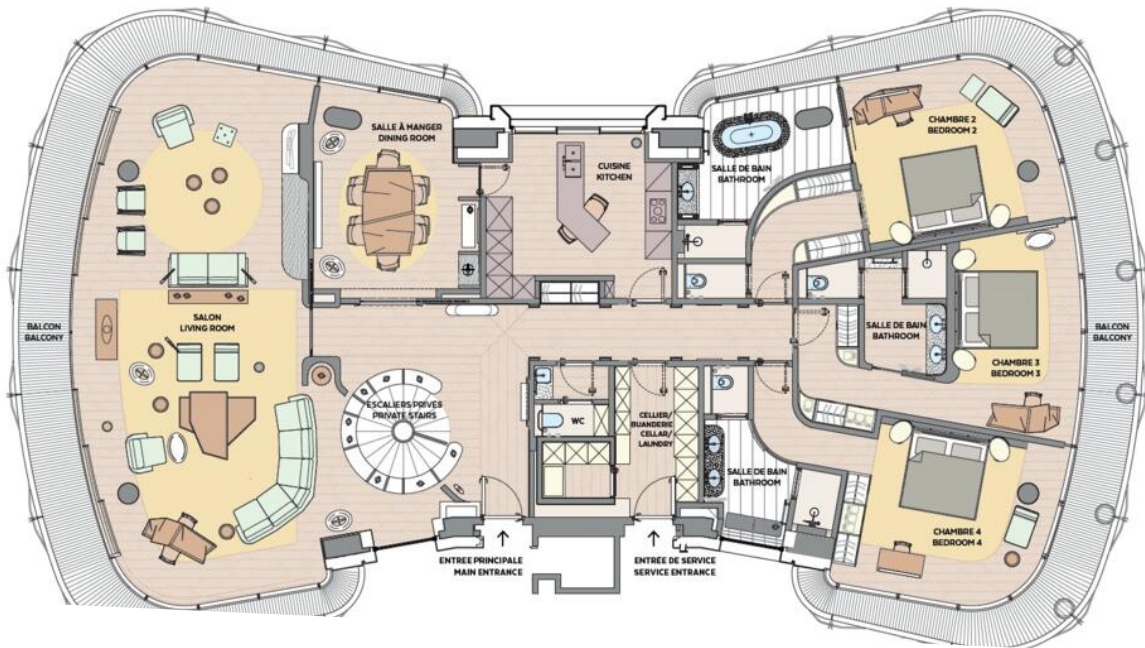 CHAMBRE 2
BEDROOM 2
SALLE À MANGER
DINING ROOM
CUISINE
KITCHEN
SALLE DE BAIN
BATHROOM
SALON
LIVING ROOM
BALCON
BALCONY
SALLE DE BAIN
BATHROOM
BALCON
BALCONY
CHAMBRE 3
BEDROOM 3
ESCALIERS PRIVÉS
PRIVATE STAIRS
WC
CELLIER/
BUANDERIE
CELLAR/
LAUNDRY
SALLE DE BAIN
BATHROOM
CHAMBRE 4
BEDROOM 4
ENTREE PRINCIPALE
MAIN ENTRANCE
ENTRÉE DE SERVICE
SERVICE ENTRANCE